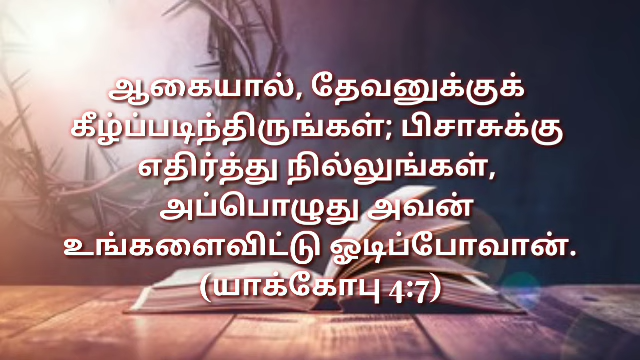 ஆகையால், தேவனுக்குக்
கீழ்ப்படிந்திருங்கள்; பிசாசுக்கு
எதிர்த்து நில்லுங்கள்,
அப்பொழுது அவன்
உங்களைவிட்டு ஓடிப்போவான்.
(யாக்கோபு 4:7)